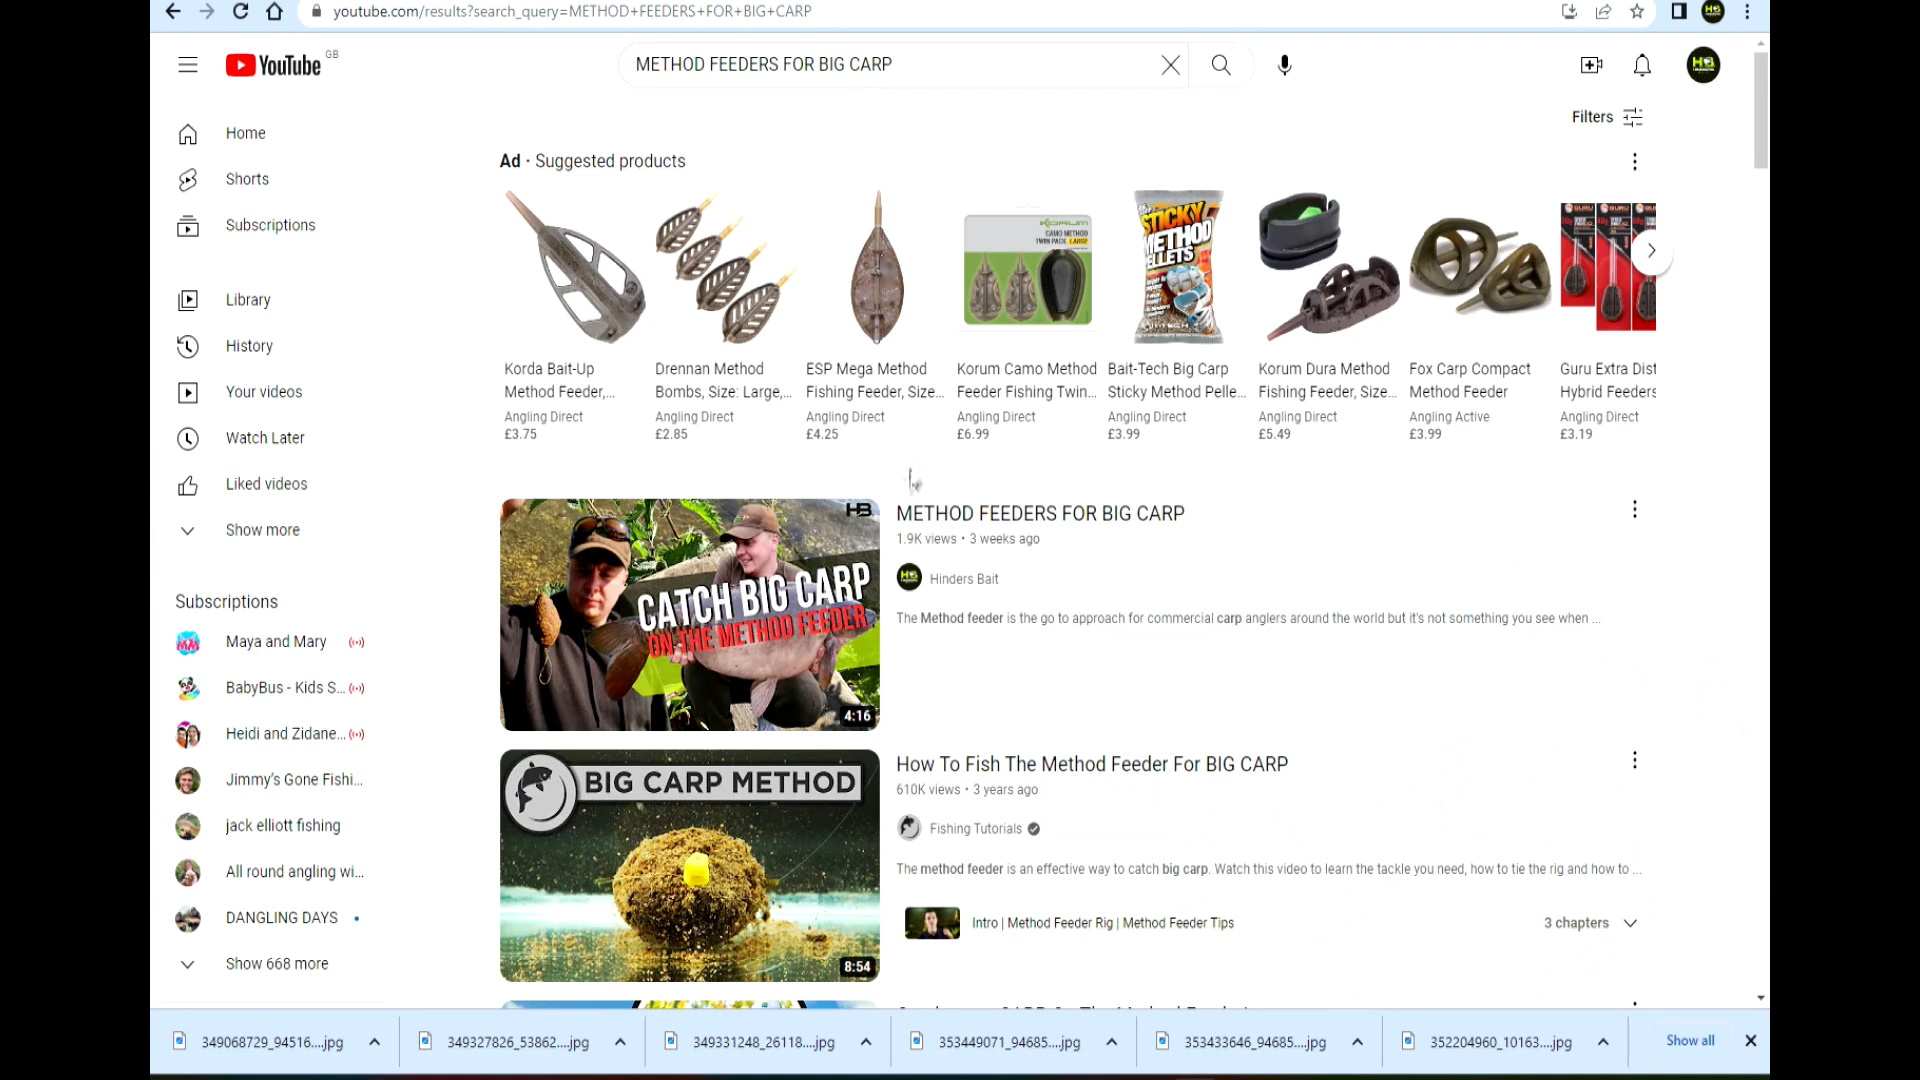 youtube.com/results?search_query=METHOD+FEEDERS+FOR+BIG+CARP
YouTube GB
METHOD FEEDERS FOR BIG CARP
Filters
Home
Shorts
Subscriptions
Library
History
Your videos
Watch Later
Liked videos
Show more
Subscriptions
Maya and Mary
BabyBus - Kids S...
Heidi and Zidane...
Jimmy's Gone Fishi...
jack elliott fishing
All round angling wi...
DANGLING DAYS
Show 668 more
Ad · Suggested products
KORUM
CAMO METHOD
TWIN PACK LARGE
STICKY
METHOD
PELLETS
GURU GURU GURU
Korda Bait-Up
Method Feeder,...
Angling Direct
£3.75
Drennan Method
Bombs, Size: Large,...
Angling Direct
£2.85
ESP Mega Method
Fishing Feeder, Size...
Angling Direct
£4.25
Korum Camo Method
Feeder Fishing Twin...
Angling Direct
£6.99
Bait-Tech Big Carp
Sticky Method Pelle...
Angling Direct
£3.99
Korum Dura Method
Fishing Feeder, Size...
Angling Direct
£5.49
Fox Carp Compact
Method Feeder
Angling Active
£3.99
Guru Extra Dist
Hybrid Feeders
Angling Direct
£3.19
HB
CATCH BIG CARP
ON THE METHOD FEEDER
4:16
METHOD FEEDERS FOR BIG CARP
1.9K views • 3 weeks ago
Hinders Bait
The Method feeder is the go to approach for commercial carp anglers around the world but it's not something you see when ...
BIG CARP METHOD
8:54
How To Fish The Method Feeder For BIG CARP
610K views • 3 years ago
Fishing Tutorials
The method feeder is an effective way to catch big carp. Watch this video to learn the tackle you need, how to tie the rig and how to ...
Intro | Method Feeder Rig | Method Feeder Tips
3 chapters
349068729_94516....jpg
349327826_53862....jpg
349331248_26118....jpg
353449071_94685....jpg
353433646_94685....jpg
352204960_10163....jpg
Show all